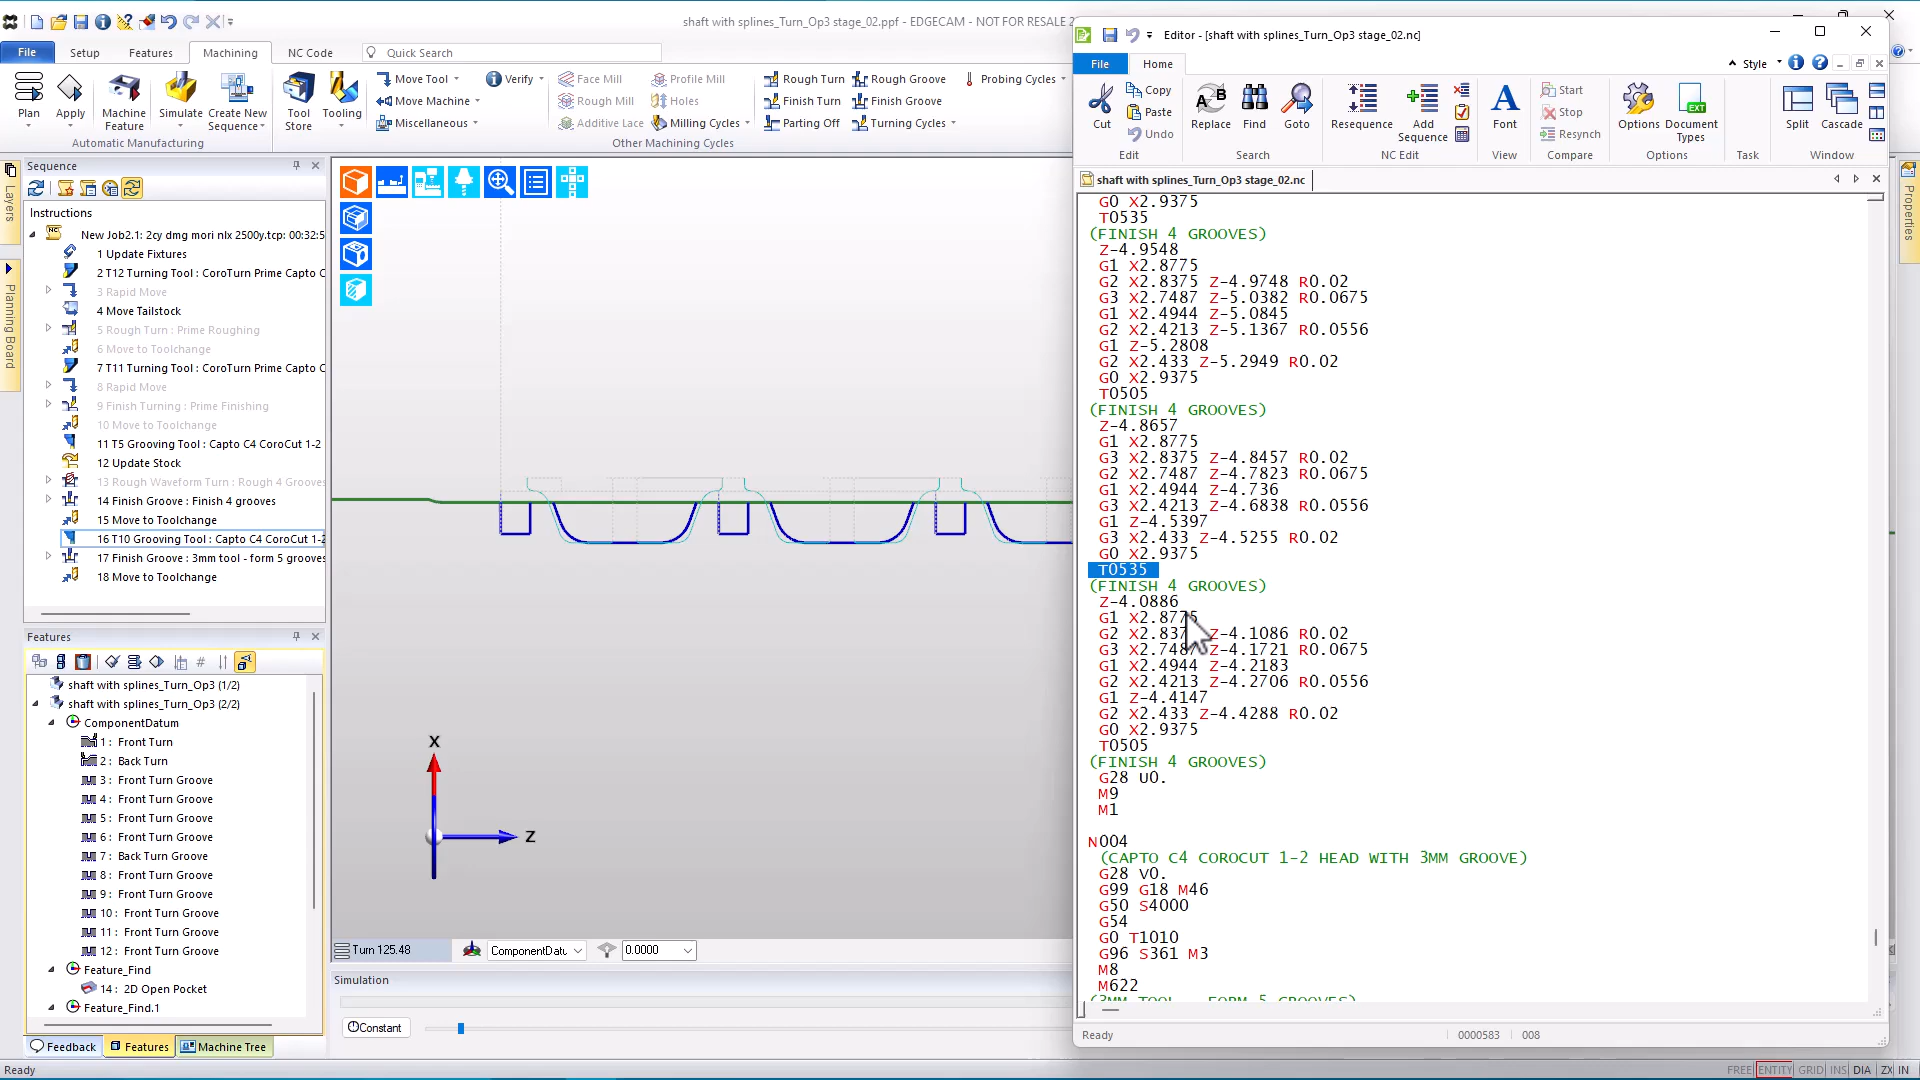 shaft with splines_Turn_Op3 stage_02.ppf - EDGECAM - NOT FOR RESALE 2
File
Setup
Features
Machining
NC Code
Quick Search
Plan
Apply
Machine Feature
Simulate
Create New Sequence
Tool Store
Tooling
Automatic Manufacturing
Move Tool
Move Machine
Miscellaneous
Verify
Face Mill
Rough Mill
Additive Lace
Profile Mill
Holes
Milling Cycles
Rough Turn
Finish Turn
Parting Off
Rough Groove
Finish Groove
Turning Cycles
Probing Cycles
Other Machining Cycles
Layers
Planning Board
Sequence
Instructions
New Job2.1: 2cy dmg mori nlx 2500y.tcp: 00:32:5
1 Update Fixtures
2 T12 Turning Tool : CoroTurn Prime Capto C
3 Rapid Move
4 Move Tailstock
5 Rough Turn : Prime Roughing
6 Move to Toolchange
7 T11 Turning Tool : CoroTurn Prime Capto C
8 Rapid Move
9 Finish Turning : Prime Finishing
10 Move to Toolchange
11 T5 Grooving Tool : Capto C4 CoroCut 1-2
12 Update Stock
13 Rough Waveform Turn : Rough 4 Groove
14 Finish Groove : Finish 4 grooves
15 Move to Toolchange
16 T10 Grooving Tool : Capto C4 CoroCut 1-2
17 Finish Groove : 3mm tool - form 5 grooves
18 Move to Toolchange
Features
shaft with splines_Turn_Op3 (1/2)
shaft with splines_Turn_Op3 (2/2)
ComponentDatum
1 : Front Turn
2 : Back Turn
3 : Front Turn Groove
4 : Front Turn Groove
5 : Front Turn Groove
6 : Front Turn Groove
7 : Back Turn Groove
8 : Front Turn Groove
9 : Front Turn Groove
10 : Front Turn Groove
11 : Front Turn Groove
12 : Front Turn Groove
Feature_Find
14 : 2D Open Pocket
Feature_Find.1
Feedback
Features
Machine Tree
Ready
X
Z
Turn 125.48
ComponentDatu
0.0000
Simulation
Constant
Editor - [shaft with splines_Turn_Op3 stage_02.nc]
File
Home
Style
Cut
Copy
Paste
Undo
Edit
Replace
Find
Goto
Search
Resequence
Add Sequence
NC Edit
Font
View
Start
Stop
Resynch
Compare
Options
Document Types
Options
Task
Split
Cascade
Window
shaft with splines_Turn_Op3 stage_02.nc
G0 X2.9375
T0535
(FINISH 4 GROOVES)
Z-4.9548
G1 X2.8775
G2 X2.8375 Z-4.9748 R0.02
G3 X2.7487 Z-5.0382 R0.0675
G1 X2.4944 Z-5.0845
G2 X2.4213 Z-5.1367 R0.0556
G1 Z-5.2808
G2 X2.433 Z-5.2949 R0.02
G0 X2.9375
T0505
(FINISH 4 GROOVES)
Z-4.8657
G1 X2.8775
G3 X2.8375 Z-4.8457 R0.02
G2 X2.7487 Z-4.7823 R0.0675
G1 X2.4944 Z-4.736
G3 X2.4213 Z-4.6838 R0.0556
G1 Z-4.5397
G3 X2.433 Z-4.5255 R0.02
G0 X2.9375
T0535
(FINISH 4 GROOVES)
Z-4.0886
G1 X2.8775
G2 X2.837 Z-4.1086 R0.02
G3 X2.7487 Z-4.1721 R0.0675
G1 X2.4944 Z-4.2183
G2 X2.4213 Z-4.2706 R0.0556
G1 Z-4.4147
G2 X2.433 Z-4.4288 R0.02
G0 X2.9375
T0505
(FINISH 4 GROOVES)
G28 U0.
M9
M1
N004
(CAPTO C4 COROCUT 1-2 HEAD WITH 3MM GROOVE)
G28 V0.
G99 G18 M46
G50 S4000
G54
G0 T1010
G96 S361 M3
M8
M622
(3MM TOOL - FORM 5 GROOVES)
Ready
0000583
008
Properties
FREE ENTITY GRID INS DIA ZX IN